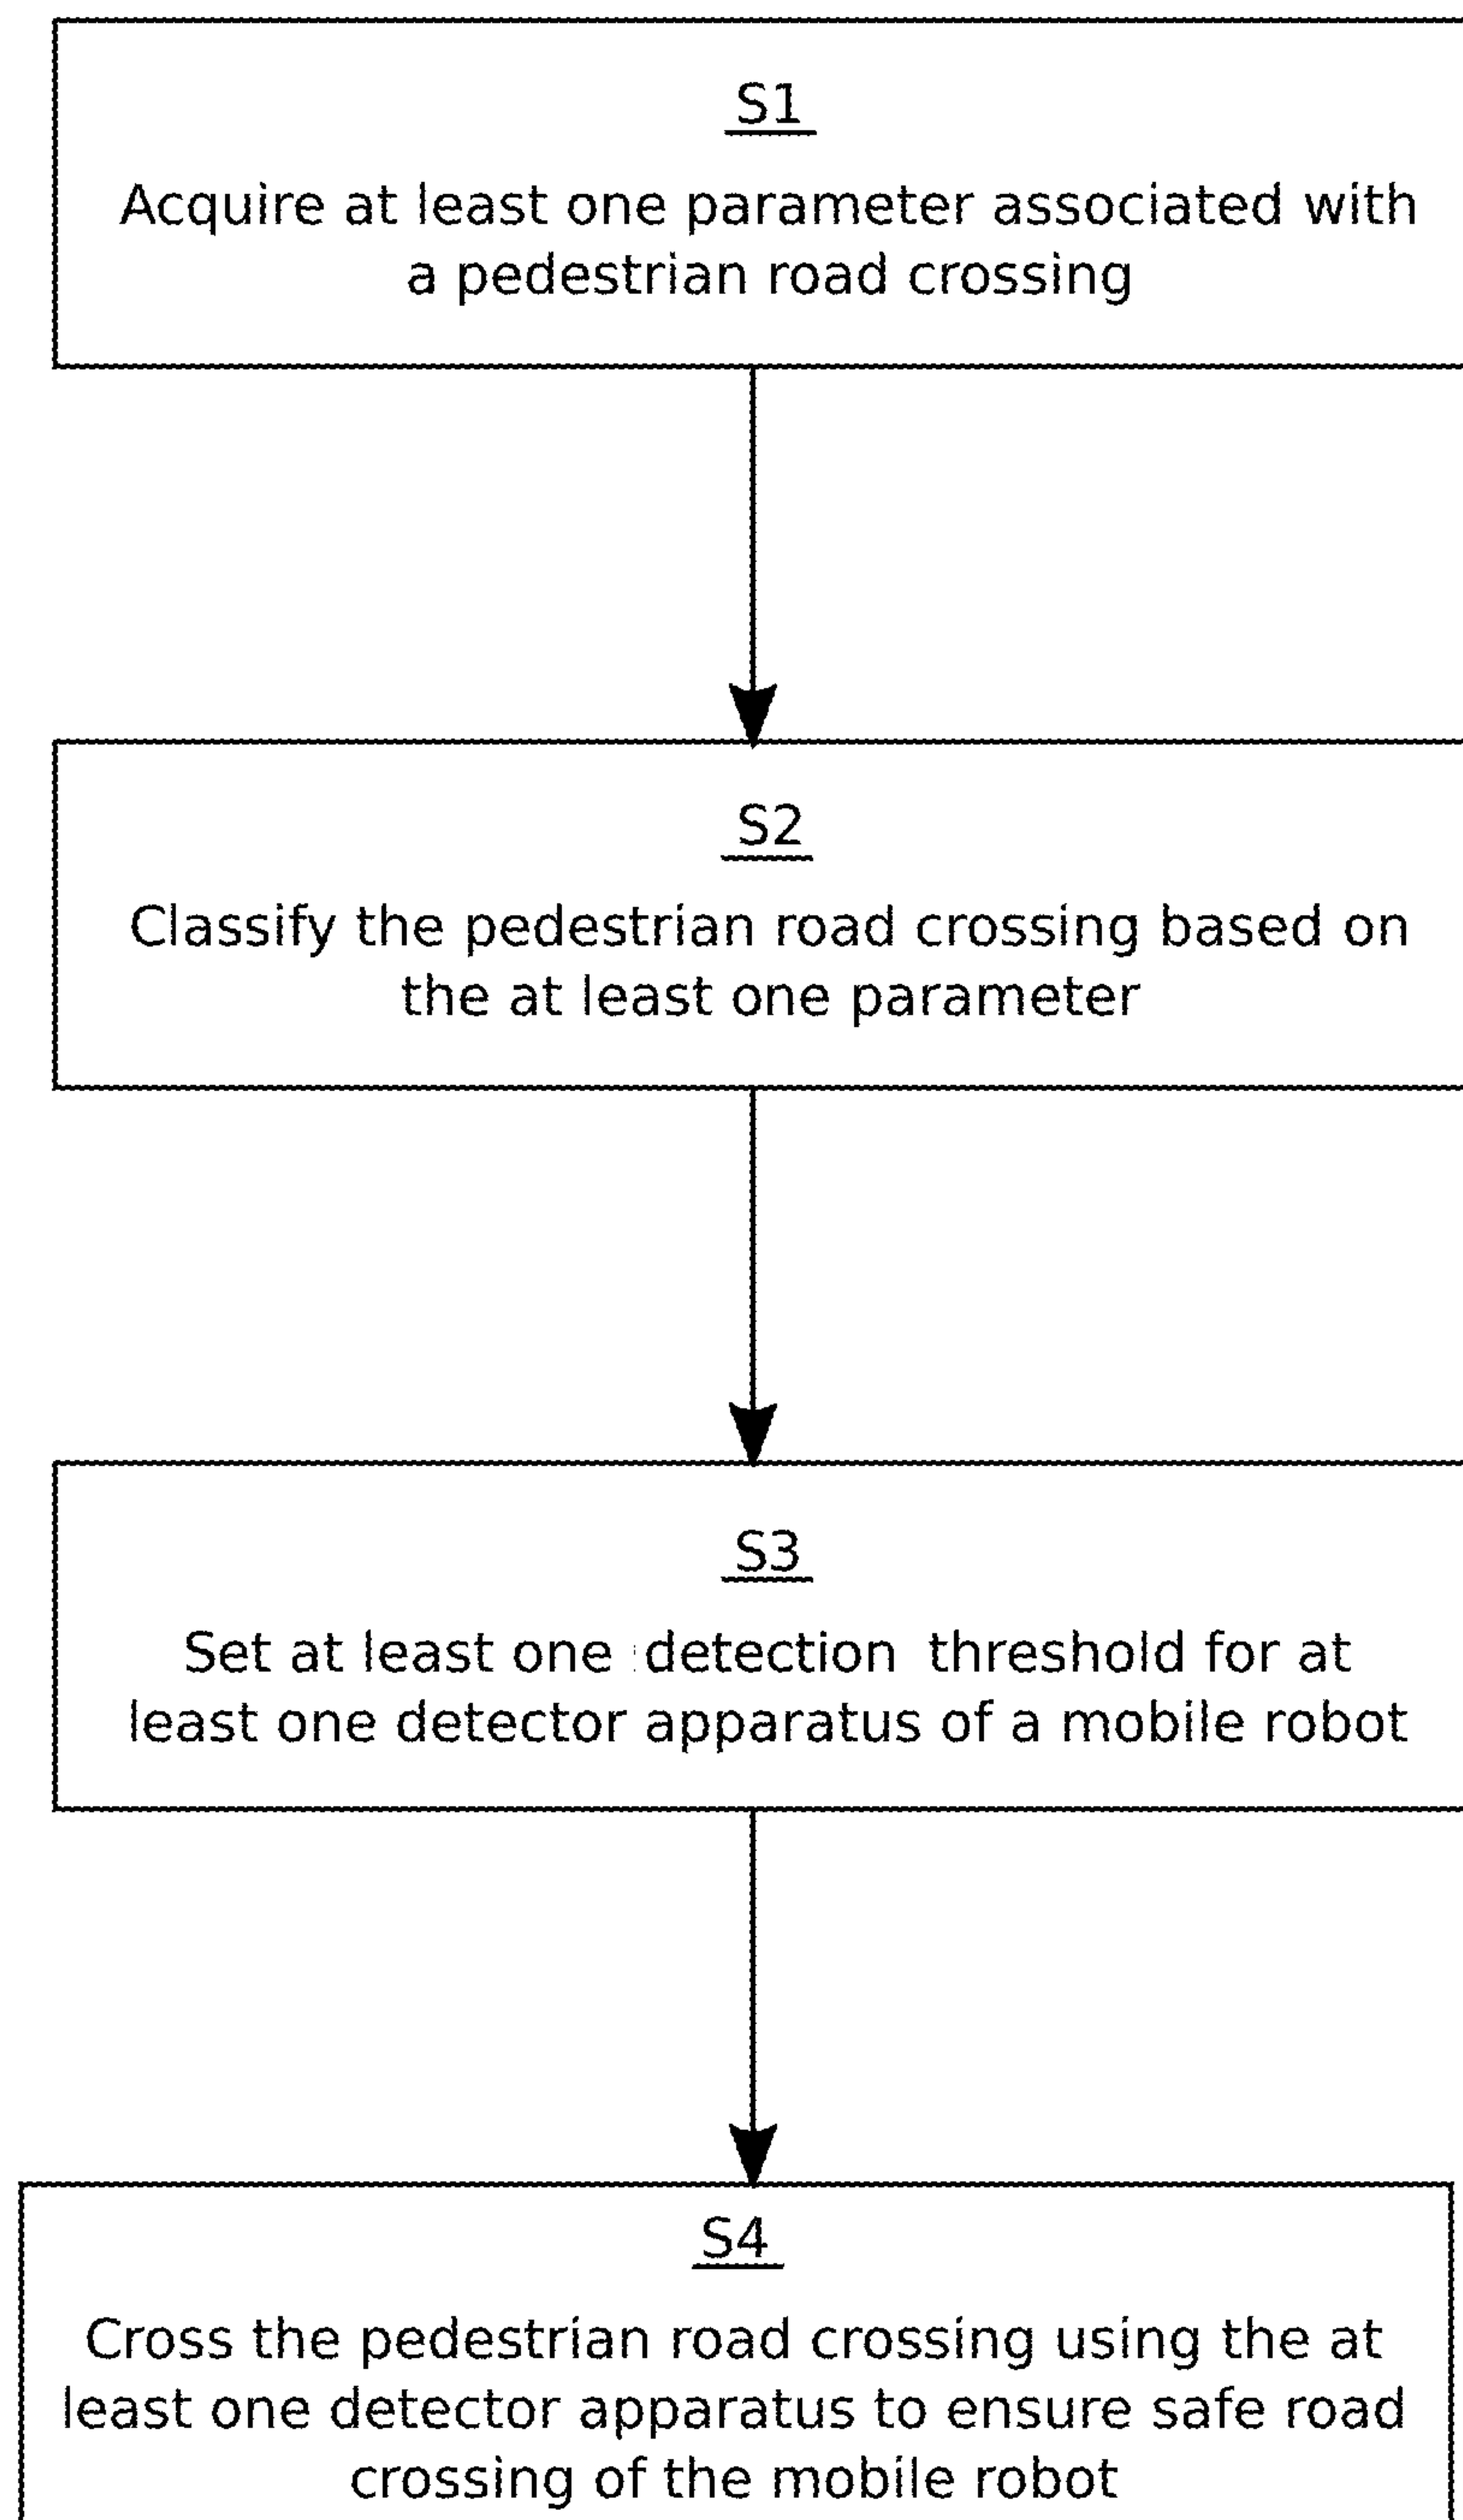 S1
Acquire at least one parameter associated with
a pedestrian road crossing
S2
Classify the pedestrian road crossing based on
the at least one parameter
S3
Set at least one detection threshold for at
least one detector apparatus of a mobile robot
S4
Cross the pedestrian road crossing using the at
least one detector apparatus to ensure safe road
crossing of the mobile robot